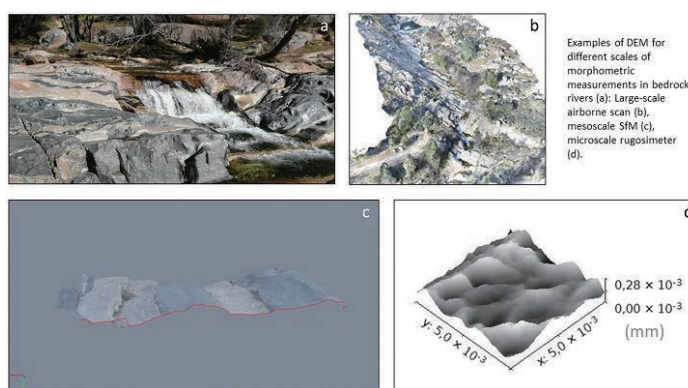 a
b
Examples of DEM for
different scales of
morphometric
measurements in bedrock
rivers (a): Large-scale
airborne scan (b),
mesoscale SfM (c),
microscale rugosimeter
(d).
c
d
0,28 × 10-3
0,00 × 10-3
(mm)
y: 5,0 × 10-3
x: 5,0 × 10-3